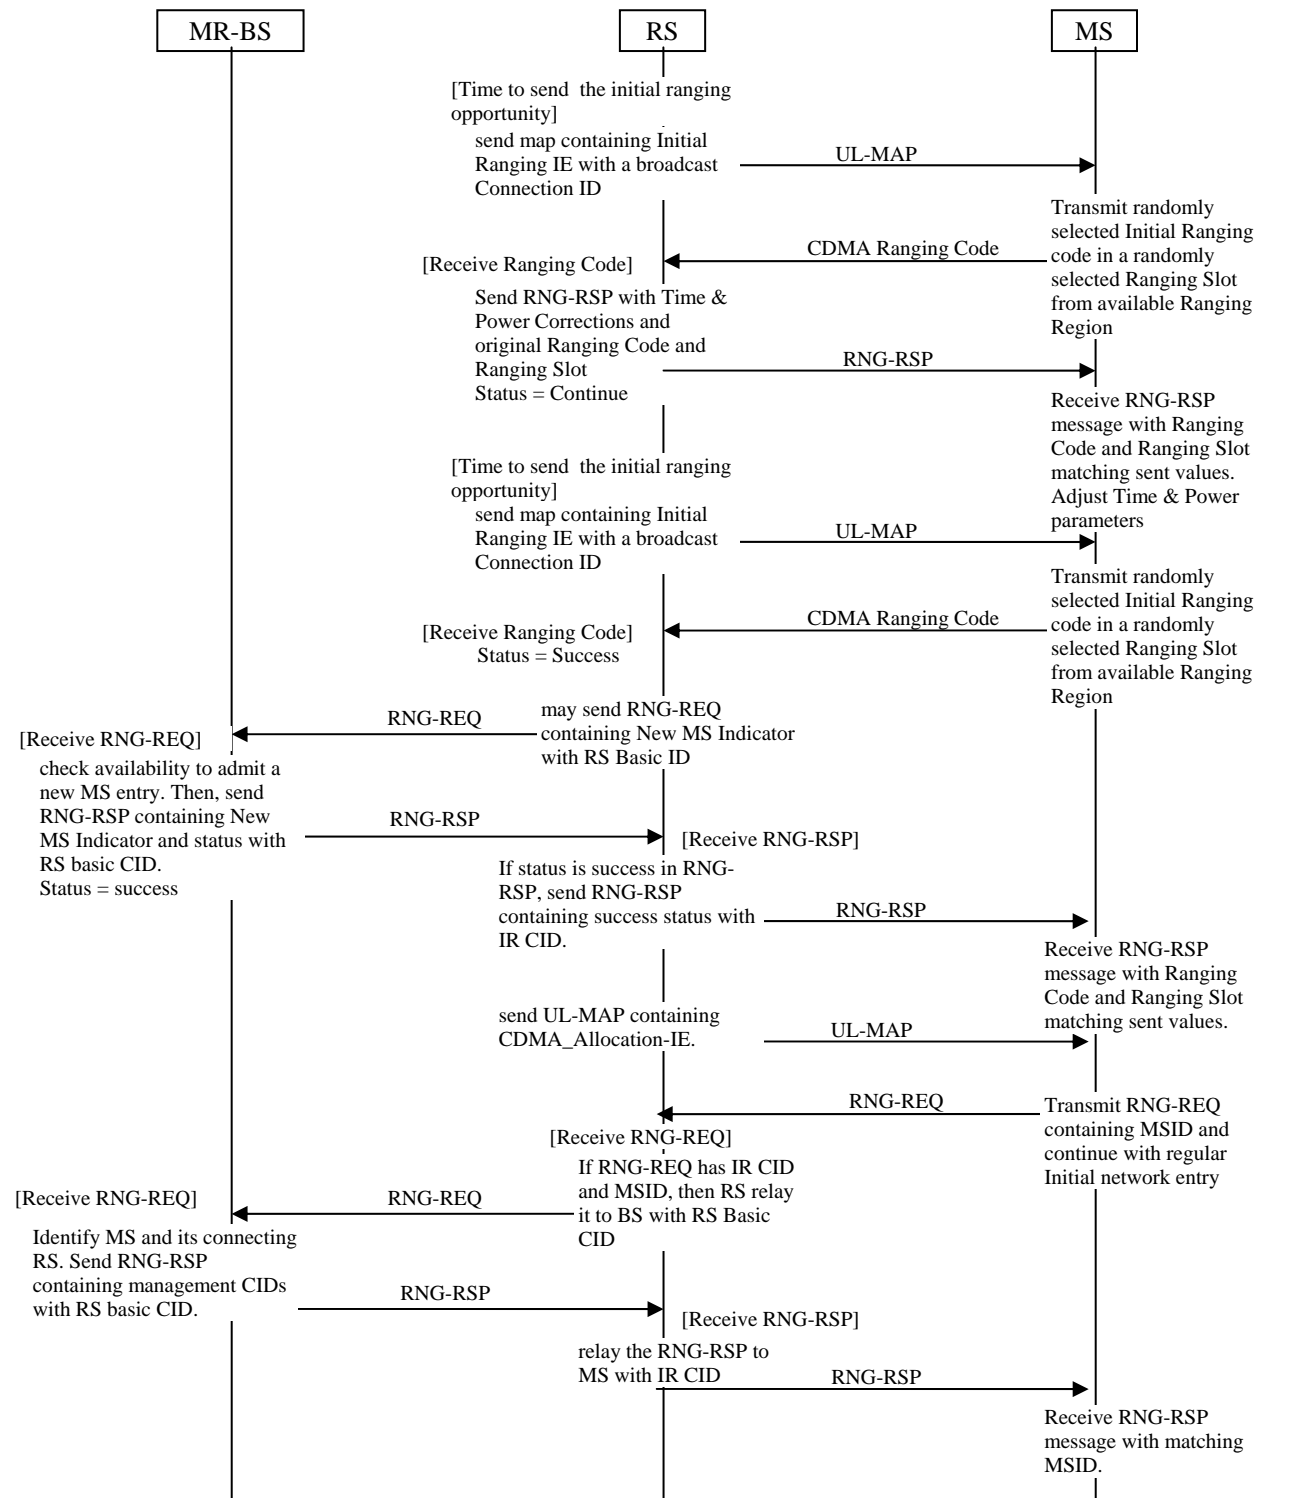 MR-BS
RS
MS
[Time to send the initial ranging
opportunity]
send map containing Initial
Ranging IE with a broadcast
Connection ID
UL-MAP
Transmit randomly
selected Initial Ranging
code in a randomly
selected Ranging Slot
from available Ranging
Region
CDMA Ranging Code
[Receive Ranging Code]
Send RNG-RSP with Time &
Power Corrections and
original Ranging Code and
Ranging Slot
Status = Continue
RNG-RSP
Receive RNG-RSP
message with Ranging
Code and Ranging Slot
matching sent values.
Adjust Time & Power
parameters
[Time to send the initial ranging
opportunity]
send map containing Initial
Ranging IE with a broadcast
Connection ID
UL-MAP
Transmit randomly
selected Initial Ranging
code in a randomly
selected Ranging Slot
from available Ranging
Region
CDMA Ranging Code
[Receive Ranging Code]
Status = Success
may send RNG-REQ
containing New MS Indicator
with RS Basic ID
RNG-REQ
[Receive RNG-REQ]
check availability to admit a
new MS entry. Then, send
RNG-RSP containing New
MS Indicator and status with
RS basic CID.
Status = success
RNG-RSP
[Receive RNG-RSP]
If status is success in RNG-
RSP, send RNG-RSP
containing success status with
IR CID.
RNG-RSP
Receive RNG-RSP
message with Ranging
Code and Ranging Slot
matching sent values.
send UL-MAP containing
CDMA_Allocation-IE.
UL-MAP
RNG-REQ
Transmit RNG-REQ
containing MSID and
continue with regular
Initial network entry
[Receive RNG-REQ]
If RNG-REQ has IR CID
and MSID, then RS relay
it to BS with RS Basic
CID
RNG-REQ
[Receive RNG-REQ]
Identify MS and its connecting
RS. Send RNG-RSP
containing management CIDs
with RS basic CID.
RNG-RSP
[Receive RNG-RSP]
relay the RNG-RSP to
MS with IR CID
RNG-RSP
Receive RNG-RSP
message with matching
MSID.